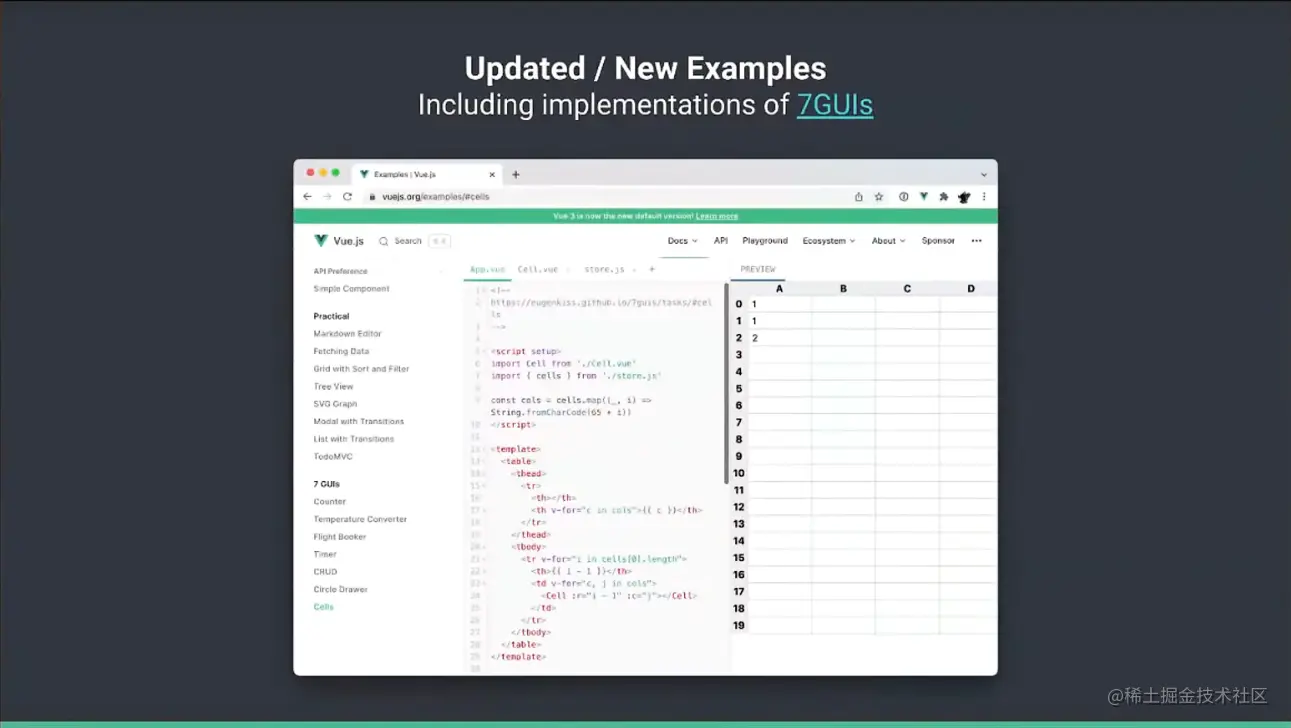 Updated / New Examples
Including implementations of 7GUIs
Examples | Vue.js
vuejs.org/examples/#cells
Vue 3 is now the new default version! Learn more
Vue.js
Search
Docs
API
Playground
Ecosystem
About
Sponsor
API Preference
Simple Component
Practical
Markdown Editor
Fetching Data
Grid with Sort and Filter
Tree View
SVG Graph
Modal with Transitions
List with Transitions
TodoMVC
7 GUIs
Counter
Temperature Converter
Flight Booker
Timer
CRUD
Circle Drawer
Cells
App.vue Cell.vue store.js +
<!--
https://eugenkiss.github.io/7guis/tasks/#cel
ls
-->
<script setup>
import Cell from './Cell.vue'
import { cells } from './store.js'
const cols = cells.map((_, i) =>
String.fromCharCode(65 + i))
</script>
<template>
<table>
<thead>
<tr>
<th></th>
<th v-for="c in cols">{{ c }}</th>
</tr>
</thead>
<tbody>
<tr v-for="i in cells[0].length">
<th>{{ i - 1 }}</th>
<td v-for="c, j in cols">
<Cell :r="i - 1" :c="j"></Cell>
</td>
</tr>
</tbody>
</table>
</template>
PREVIEW
A B C D
0 1
1 1
2 2
3
4
5
6
7
8
9
10
11
12
13
14
15
16
17
18
19
@稀土掘金技术社区